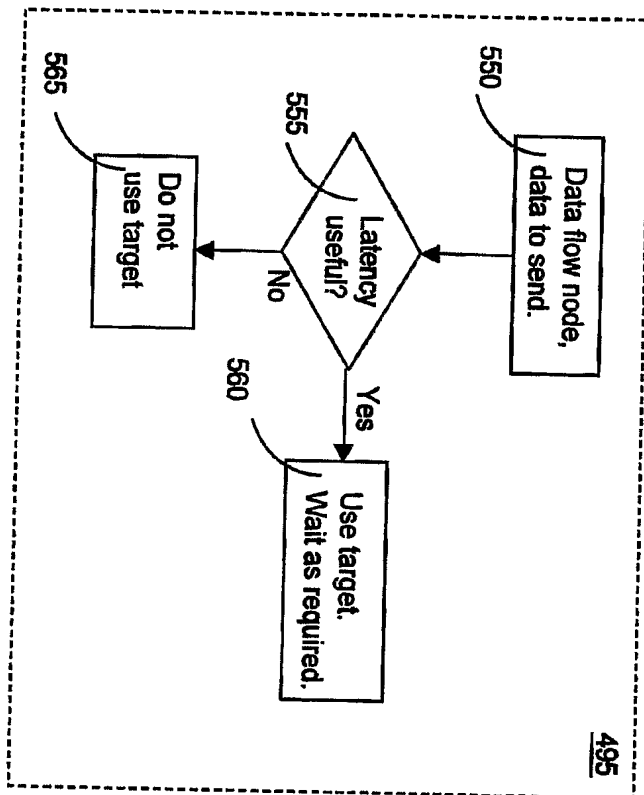 495
550
Data flow node,
data to send.
555
Latency
useful?
Yes
560
Use target.
Wait as required.
No
565
Do not
use target